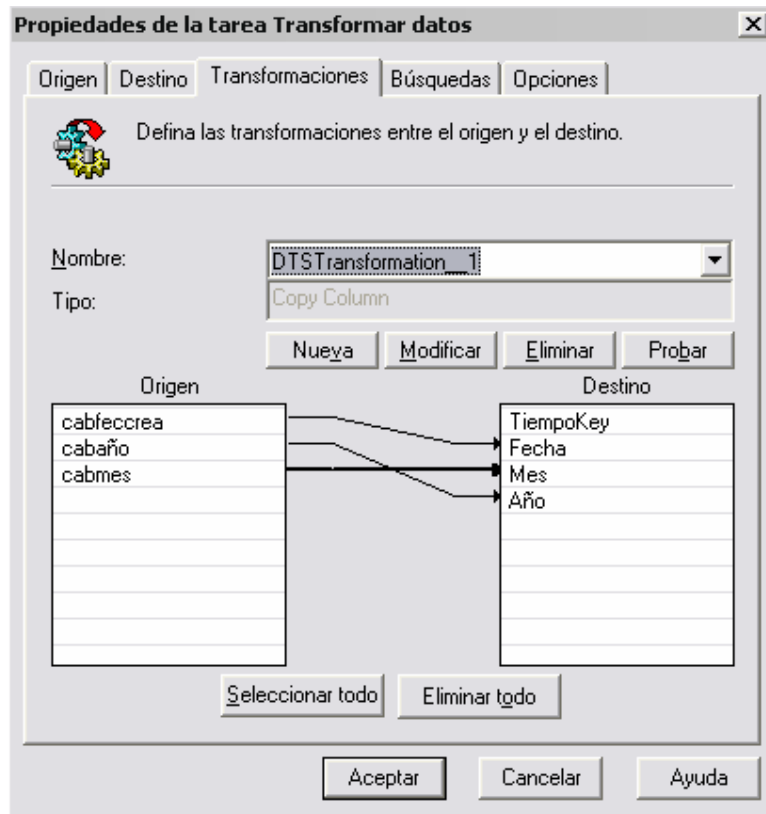 Propiedades de la tarea Transformar datos
Origen Destino Transformaciones Búsquedas Opciones
Defina las transformaciones entre el origen y el destino.
Nombre: DTSTransformation__1
Tipo: Copy Column
Nueva Modificar Eliminar Probar
Origen Destino
cabfeccrea TiempoKey
cabaño Fecha
cabmes Mes
Año
Seleccionar todo Eliminar todo
Aceptar Cancelar Ayuda